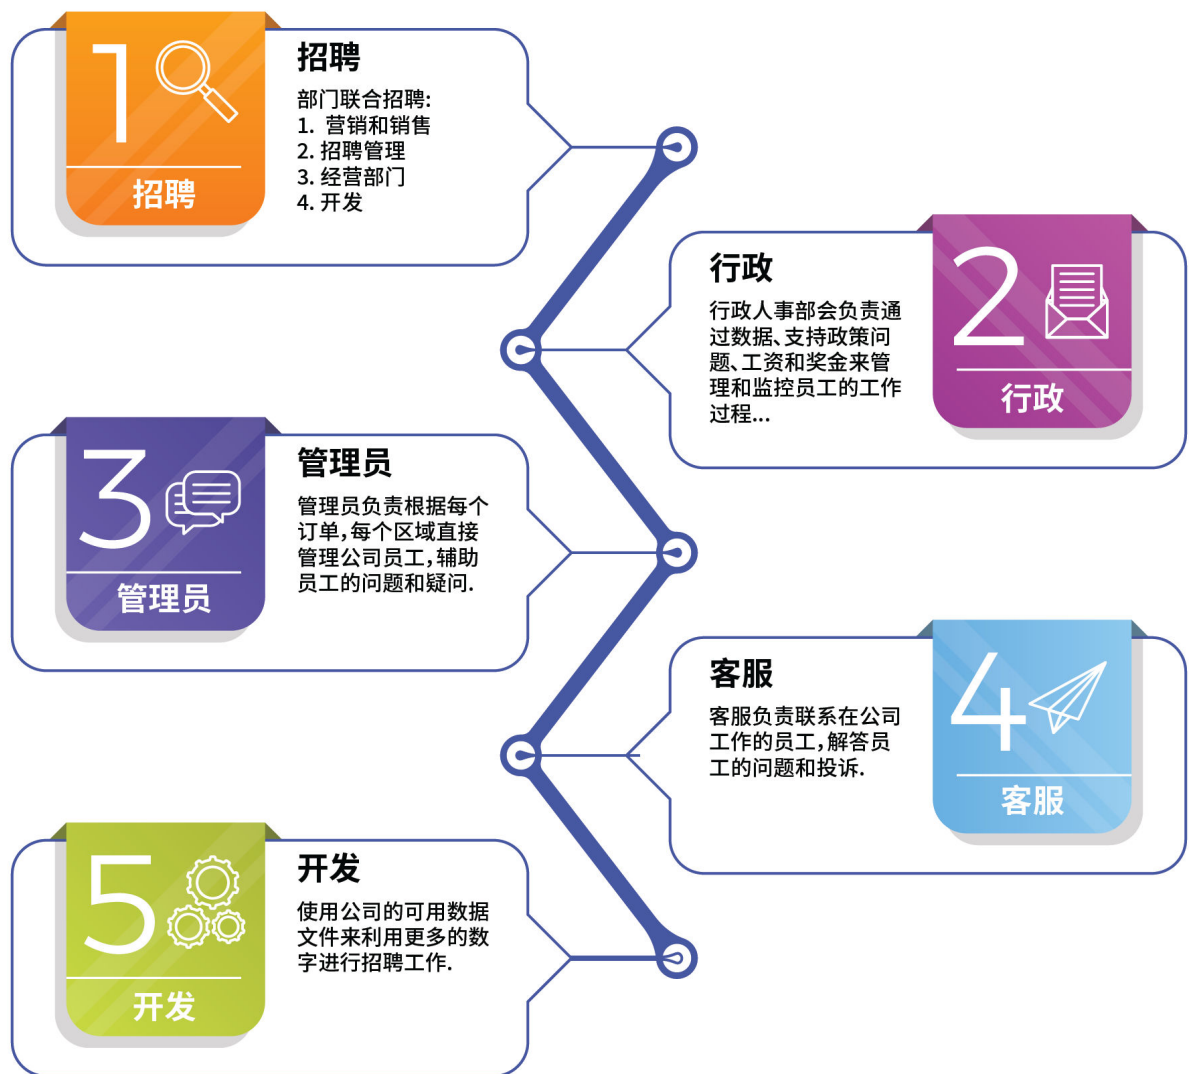 1
招聘
招聘
部门联合招聘:
1. 营销和销售
2. 招聘管理
3. 经营部门
4. 开发
2
行政
行政
行政人事部会负责通
过数据、支持政策问
题、工资和奖金来管
理和监控员工的工作
过程...
3
管理员
管理员
管理员负责根据每个
订单,每个区域直接
管理公司员工,辅助
员工的问题和疑问.
4
客服
客服
客服负责联系在公司
工作的员工,解答员
工的问题和投诉.
5
开发
开发
使用公司的可用数据
文件来利用更多的数
字进行招聘工作.